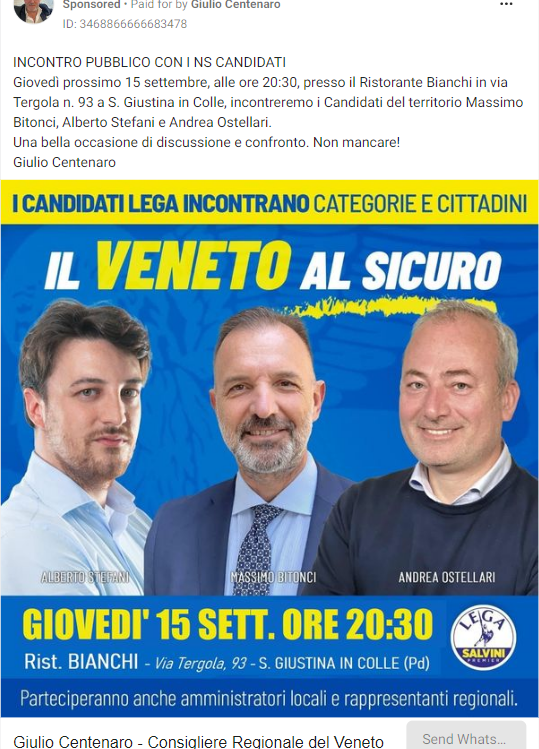 Sponsored • Paid for by Giulio Centenaro
ID: 3468866666683478
INCONTRO PUBBLICO CON I NS CANDIDATI
Giovedì prossimo 15 settembre, alle ore 20:30, presso il Ristorante Bianchi in via
Tergola n. 93 a S. Giustina in Colle, incontreremo i Candidati del territorio Massimo
Bitonci, Alberto Stefani e Andrea Ostellari.
Una bella occasione di discussione e confronto. Non mancare!
Giulio Centenaro
I CANDIDATI LEGA INCONTRANO CATEGORIE E CITTADINI
IL VENETO AL SICURO
ALBERTO STEFANI
MASSIMO BITONCI
ANDREA OSTELLARI
GIOVEDI' 15 SETT. ORE 20:30
Rist. BIANCHI - Via Tergola, 93 - S. GIUSTINA IN COLLE (Pd)
LEGA
SALVINI
PREMIER
Parteciperanno anche amministratori locali e rappresentanti regionali.
Giulio Centenaro - Consigliere Regionale del Veneto
Send Whats...